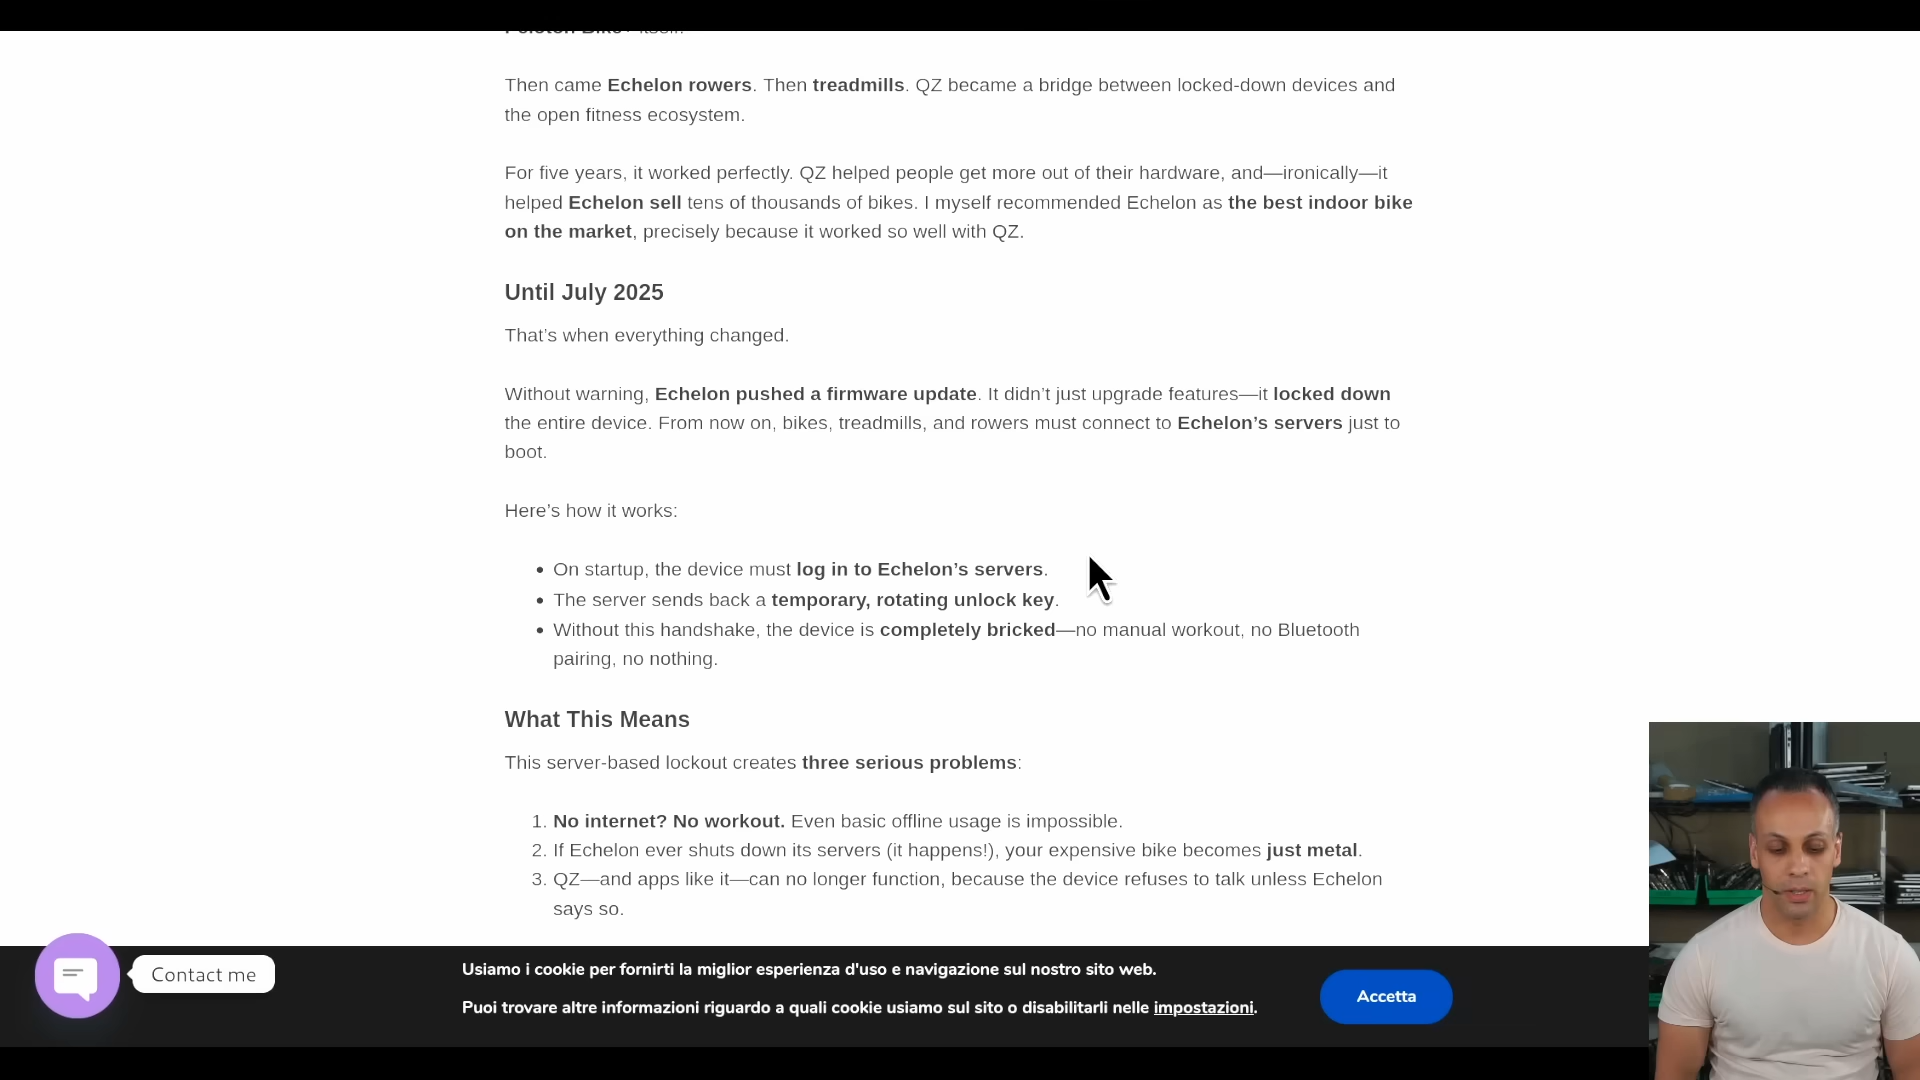 Then came Echelon rowers. Then treadmills. QZ became a bridge between locked-down devices and
the open fitness ecosystem.
For five years, it worked perfectly. QZ helped people get more out of their hardware, and—ironically—it
helped Echelon sell tens of thousands of bikes. I myself recommended Echelon as the best indoor bike
on the market, precisely because it worked so well with QZ.
Until July 2025
That’s when everything changed.
Without warning, Echelon pushed a firmware update. It didn’t just upgrade features—it locked down
the entire device. From now on, bikes, treadmills, and rowers must connect to Echelon’s servers just to
boot.
Here’s how it works:
• On startup, the device must log in to Echelon’s servers.
• The server sends back a temporary, rotating unlock key.
• Without this handshake, the device is completely bricked—no manual workout, no Bluetooth
pairing, no nothing.
What This Means
This server-based lockout creates three serious problems:
1. No internet? No workout. Even basic offline usage is impossible.
2. If Echelon ever shuts down its servers (it happens!), your expensive bike becomes just metal.
3. QZ—and apps like it—can no longer function, because the device refuses to talk unless Echelon
says so.
Contact me
Usiamo i cookie per fornirti la miglior esperienza d'uso e navigazione sul nostro sito web.
Puoi trovare altre informazioni riguardo a quali cookie usiamo sul sito o disabilitarli nelle impostazioni.
Accetta